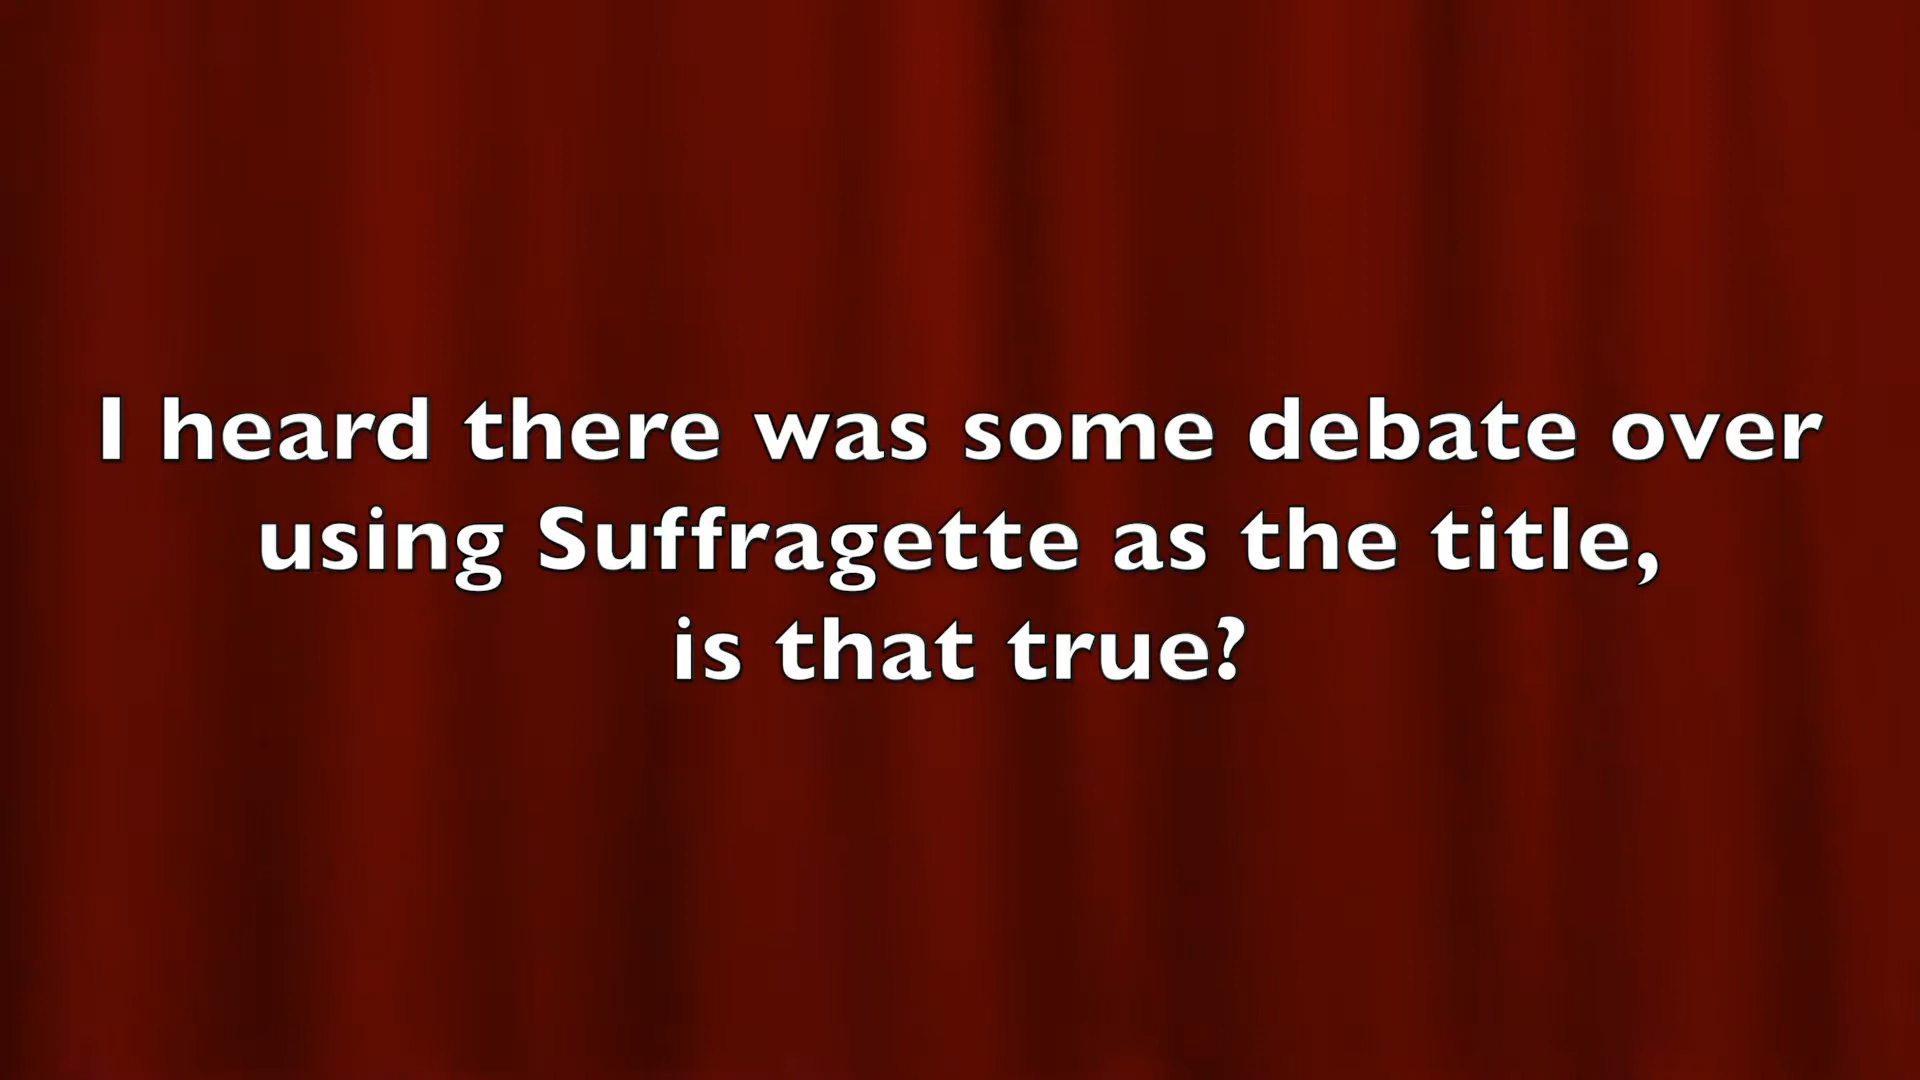 I heard there was some debate over
using Suffragette as the title,
is that true?